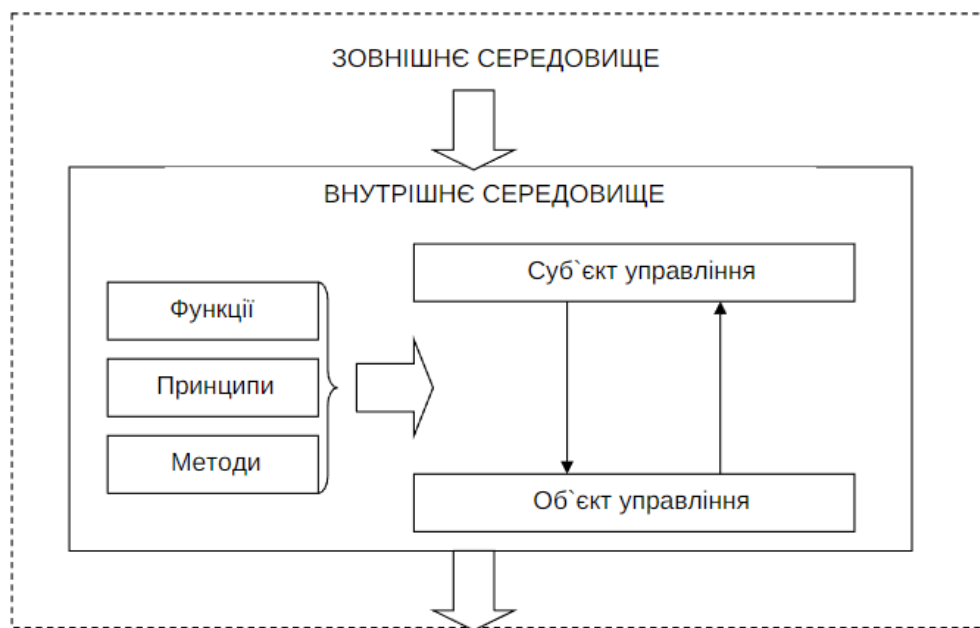 ЗОВНІШНЄ СЕРЕДОВИЩЕ
ВНУТРІШНЄ СЕРЕДОВИЩЕ
Суб`єкт управління
Функції
Принципи
Методи
Об`єкт управління